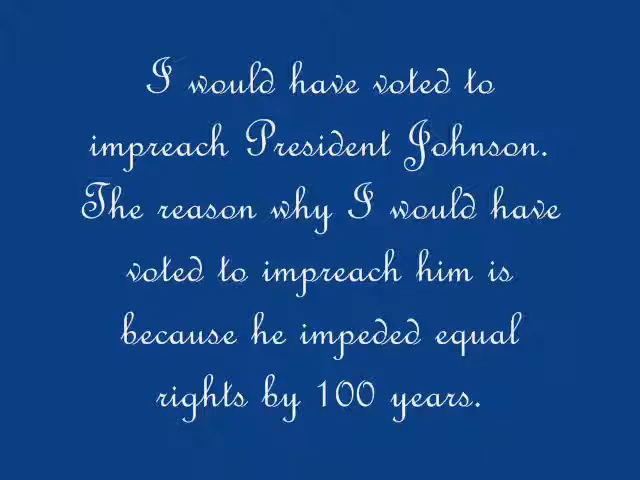 I would have voted to
impreach President Johnson.
The reason why I would have
voted to impreach him is
because he impeded equal
rights by 100 years.